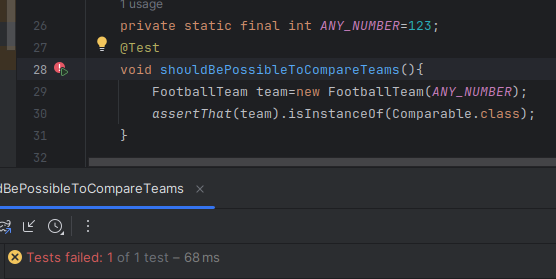 1 usage
26 private static final int ANY_NUMBER=123;
27 @Test
28 void shouldBePossibleToCompareTeams(){
29 FootballTeam team=new FootballTeam(ANY_NUMBER);
30 assertThat(team).isInstanceOf(Comparable.class);
31 }
32
dBePossibleToCompareTeams ×
Tests failed: 1 of 1 test – 68 ms